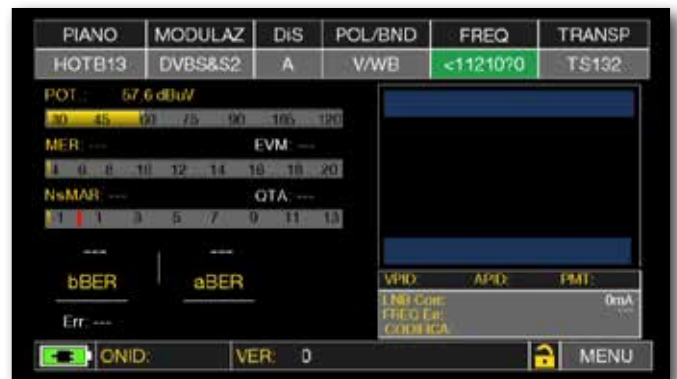 PIANO MODULAZ DiS POL/BND FREQ TRANSP
HOTB13 DVBS&S2 A V/WB <11210?0 TS132
POT.: 57.6 dBuV
30 45 60 75 90 105 120
MER: --- EVM: ---
4 6 8 10 12 14 16 18 20
NsMAR: --- QTA: ---
1 1 3 5 7 9 11 13
--- ---
bBER aBER
Err: ---
VPID: APID: PMT:
LNB Corr: 0mA
FREQ Er: ---
CODIFICA:
ONID: VER: 0 MENU